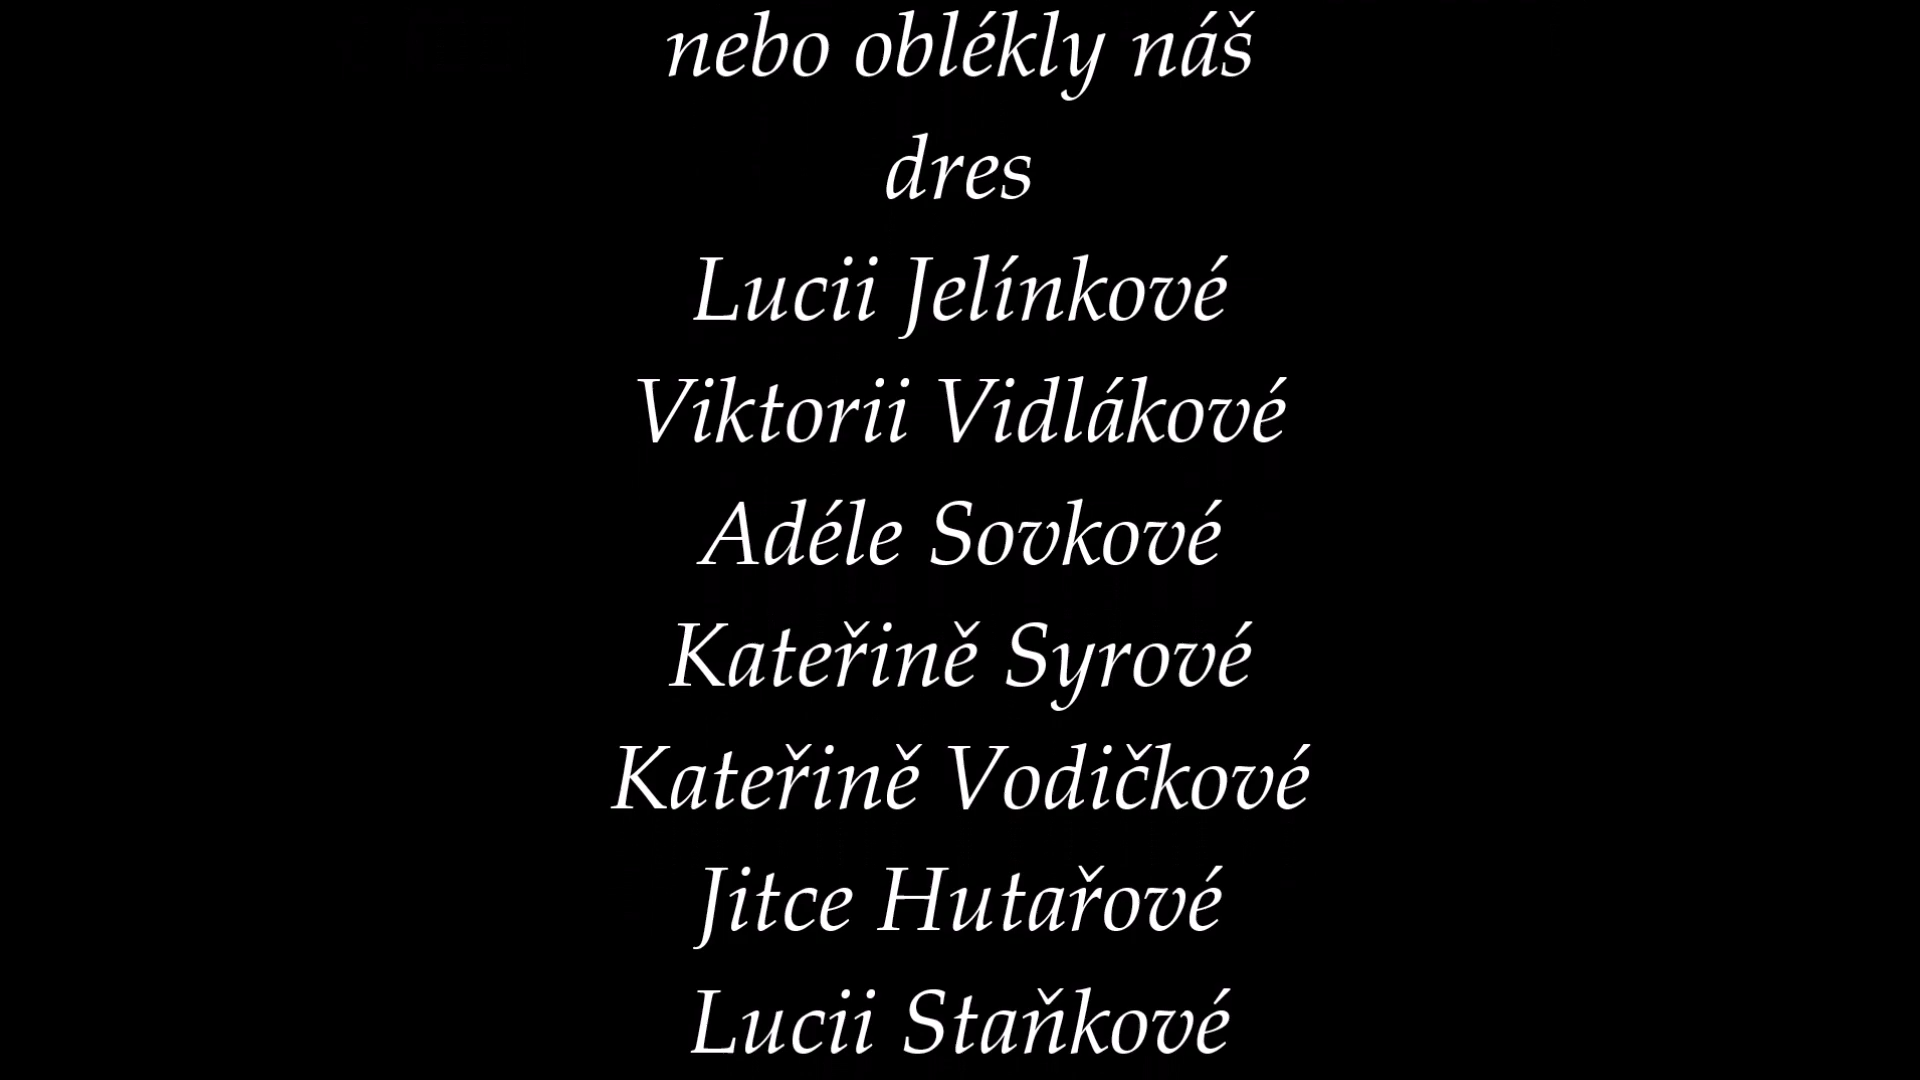 nebo oblékly náš
dres
Lucii Jelínkové
Viktorii Vidlákové
Adéle Sovkové
Kateřině Syrové
Kateřině Vodičkové
Jitce Hutařové
Lucii Staňkové